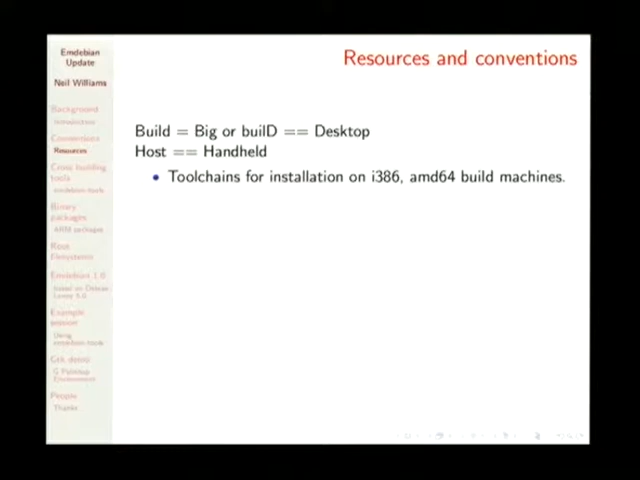 Emdebian
Update
Resources and conventions
Neil Williams
Background
Introduction
Conventions
Resources
Cross building
tools
emdebian-tools
Binary
packages
ARM packages
Root
filesystems
Emdebian 1.0
based on Debian
Lenny 5.0
Example
session
Using
emdebian-tools
G Palmtop
Environment
People
Thanks
Build = Big or builD == Desktop
Host == Handheld
• Toolchains for installation on i386, amd64 build machines.